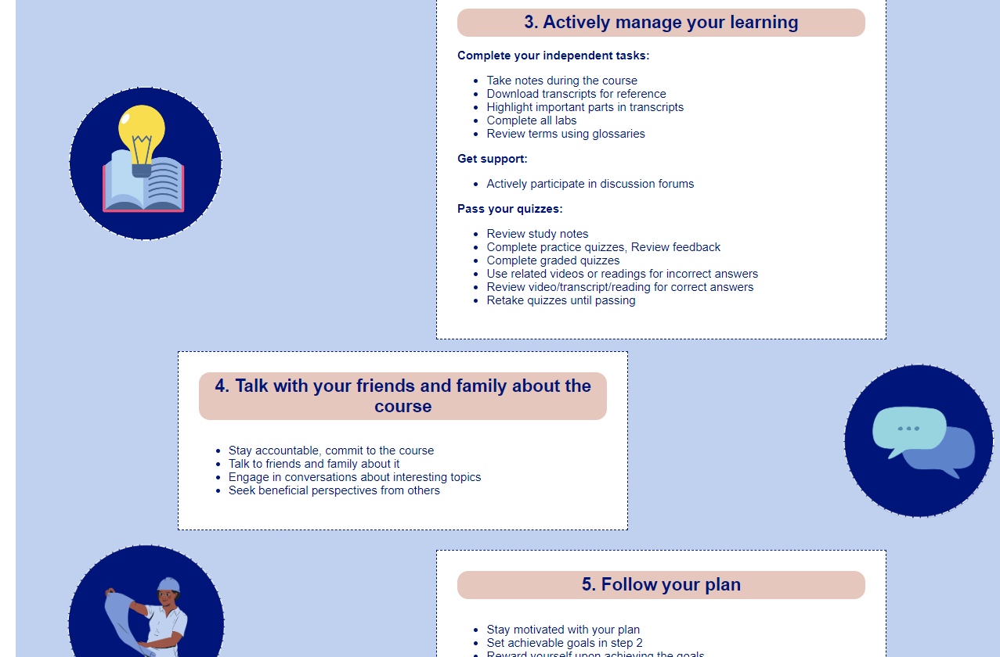 3. Actively manage your learning
Complete your independent tasks:
Take notes during the course
Download transcripts for reference
Highlight important parts in transcripts
Complete all labs
Review terms using glossaries
Get support:
Actively participate in discussion forums
Pass your quizzes:
Review study notes
Complete practice quizzes, Review feedback
Complete graded quizzes
Use related videos or readings for incorrect answers
Review video/transcript/reading for correct answers
Retake quizzes until passing
4. Talk with your friends and family about the
course
Stay accountable, commit to the course
Talk to friends and family about it
Engage in conversations about interesting topics
Seek beneficial perspectives from others
5. Follow your plan
Stay motivated with your plan
Set achievable goals in step 2
Reward yourself upon achieving the goals